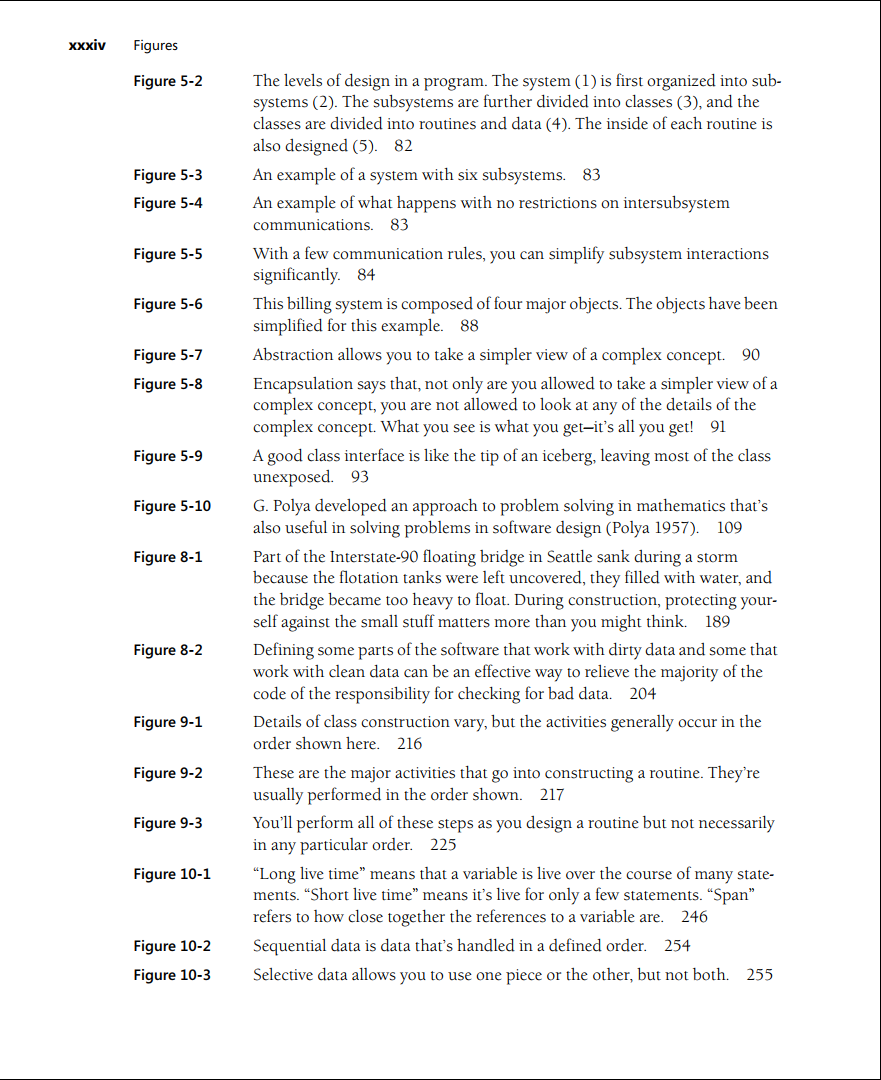 xxxiv Figures
Figure 5-2 The levels of design in a program. The system (1) is first organized into sub-
systems (2). The subsystems are further divided into classes (3), and the
classes are divided into routines and data (4). The inside of each routine is
also designed (5). 82
Figure 5-3 An example of a system with six subsystems. 83
Figure 5-4 An example of what happens with no restrictions on intersubsystem
communications. 83
Figure 5-5 With a few communication rules, you can simplify subsystem interactions
significantly. 84
Figure 5-6 This billing system is composed of four major objects. The objects have been
simplified for this example. 88
Figure 5-7 Abstraction allows you to take a simpler view of a complex concept. 90
Figure 5-8 Encapsulation says that, not only are you allowed to take a simpler view of a
complex concept, you are not allowed to look at any of the details of the
complex concept. What you see is what you get—it’s all you get! 91
Figure 5-9 A good class interface is like the tip of an iceberg, leaving most of the class
unexposed. 93
Figure 5-10 G. Polya developed an approach to problem solving in mathematics that’s
also useful in solving problems in software design (Polya 1957). 109
Figure 8-1 Part of the Interstate-90 floating bridge in Seattle sank during a storm
because the flotation tanks were left uncovered, they filled with water, and
the bridge became too heavy to float. During construction, protecting your-
self against the small stuff matters more than you might think. 189
Figure 8-2 Defining some parts of the software that work with dirty data and some that
work with clean data can be an effective way to relieve the majority of the
code of the responsibility for checking for bad data. 204
Figure 9-1 Details of class construction vary, but the activities generally occur in the
order shown here. 216
Figure 9-2 These are the major activities that go into constructing a routine. They’re
usually performed in the order shown. 217
Figure 9-3 You’ll perform all of these steps as you design a routine but not necessarily
in any particular order. 225
Figure 10-1 “Long live time” means that a variable is live over the course of many state-
ments. “Short live time” means it’s live for only a few statements. “Span”
refers to how close together the references to a variable are. 246
Figure 10-2 Sequential data is data that’s handled in a defined order. 254
Figure 10-3 Selective data allows you to use one piece or the other, but not both. 255